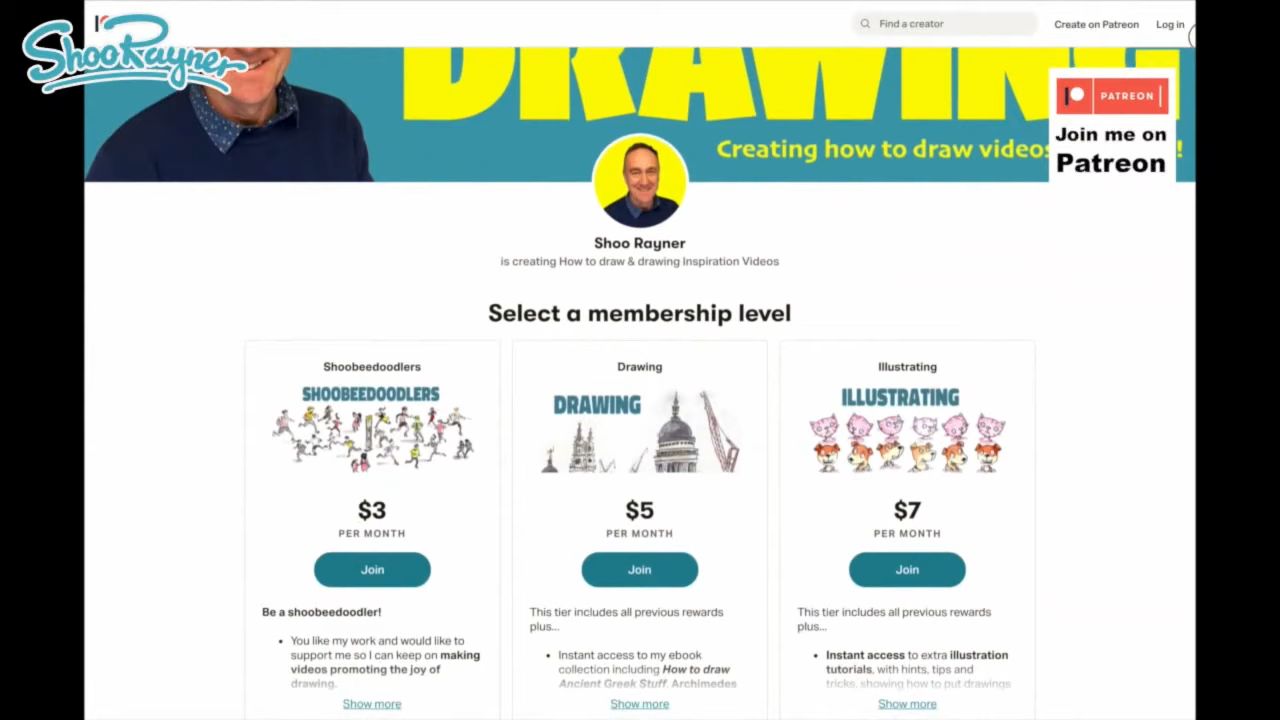 ShooRayner
Find a creator
Create on Patreon
Log in
DRAWING
PATREON
Join me on
Patreon
Creating how to draw videos
!
Shoo Rayner
is creating How to draw & drawing Inspiration Videos
Select a membership level
Shoobeedoodlers
SHOOBEEDOODLERS
$3
PER MONTH
Join
Be a shoobeedoodler!
• You like my work and would like to
support me so I can keep on making
videos promoting the joy of
drawing.
Show more
Drawing
DRAWING
$5
PER MONTH
Join
This tier includes all previous rewards
plus...
• Instant access to my ebook
collection including How to draw
Ancient Greek Stuff, Archimedes
Show more
Illustrating
ILLUSTRATING
$7
PER MONTH
Join
This tier includes all previous rewards
plus...
• Instant access to extra illustration
tutorials, with hints, tips and
tricks, showing how to put drawings
Show more